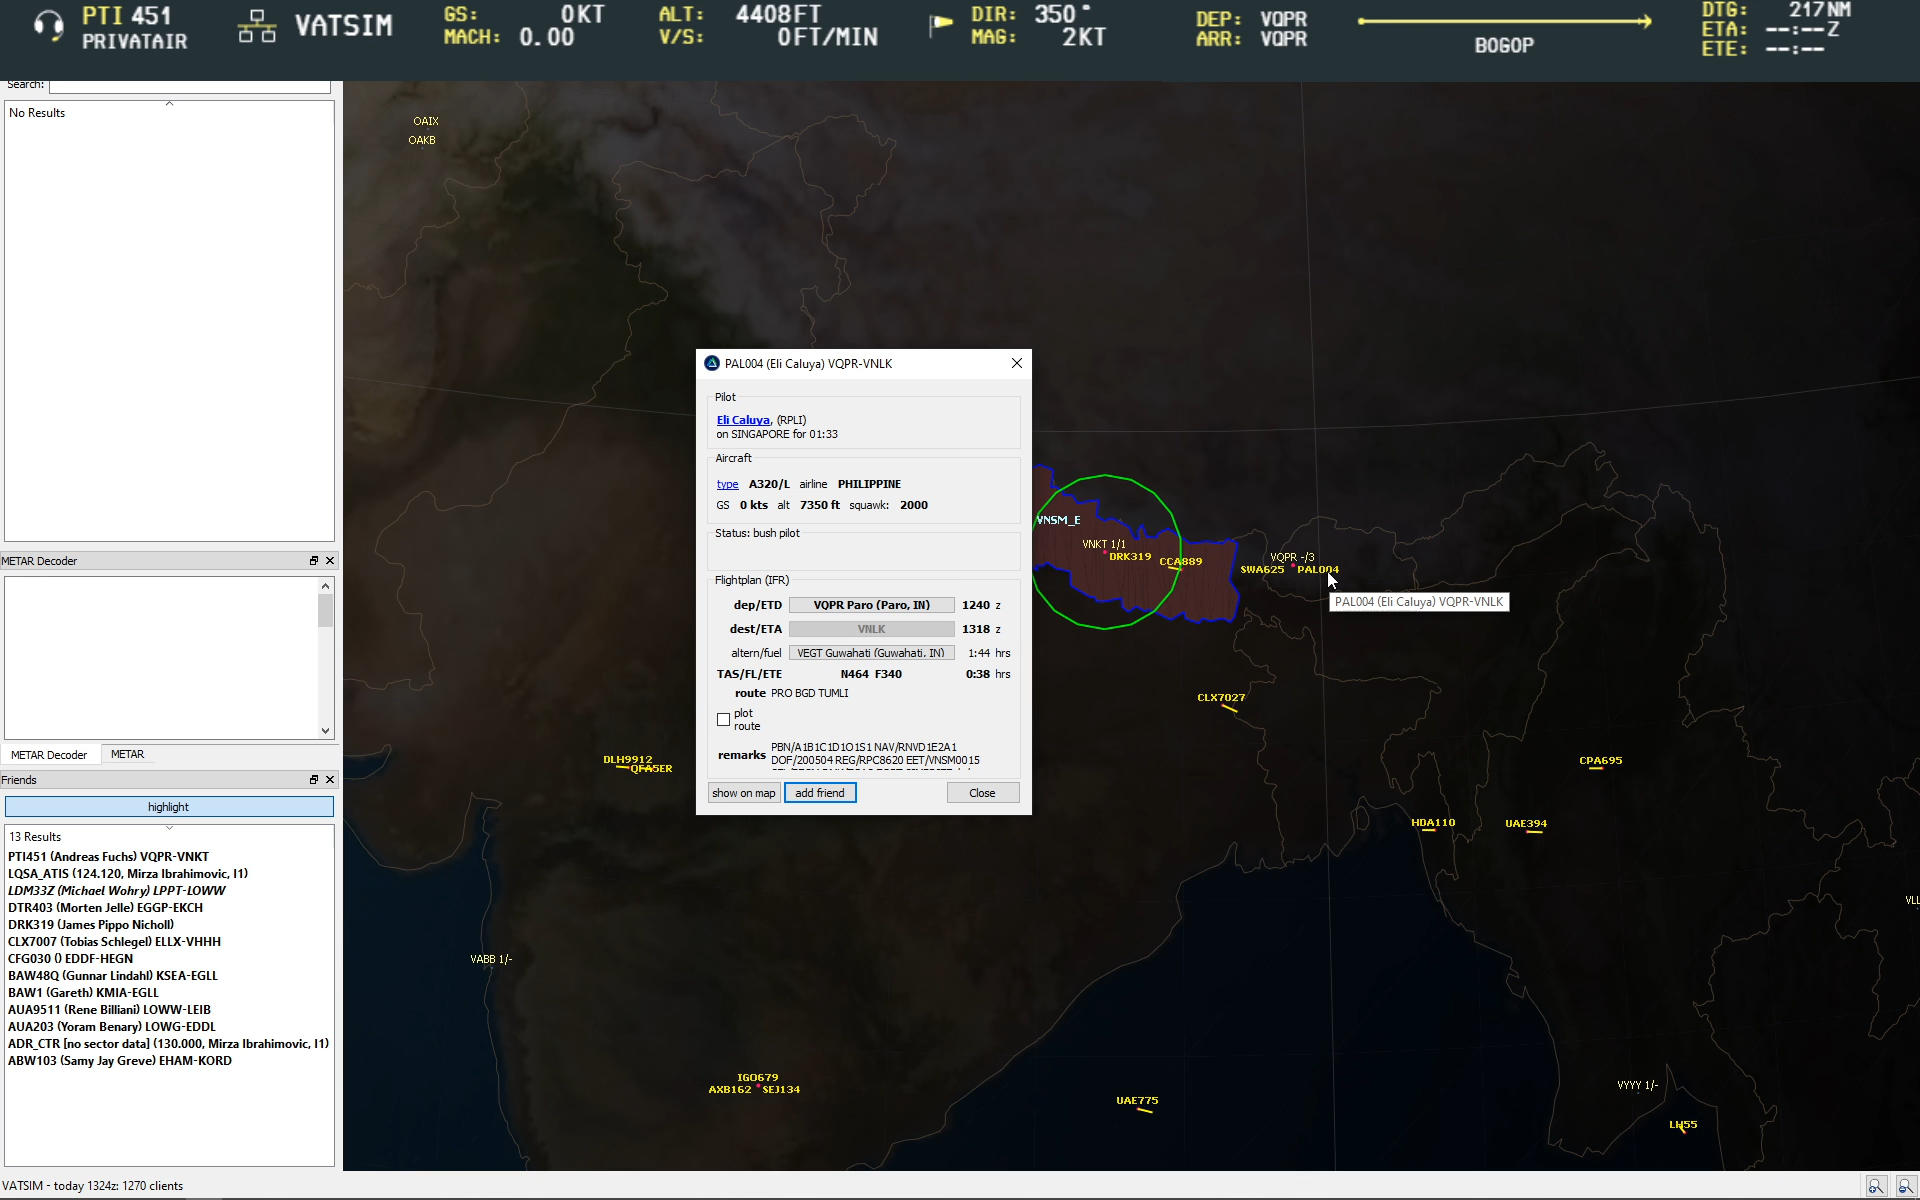 PTI 451
PRIVATAIR
VATSIM
GS: 0KT
MACH: 0.00
ALT: 4408FT
V/S: 0FT/MIN
DIR: 350°
MAG: 2KT
DEP: VQPR
ARR: VQPR
BOGOP
DTG: 217NM
ETA: --:--Z
ETE: --:--
Search:
No Results
METAR Decoder
METAR Decoder
METAR
Friends
highlight
13 Results
PTI451 (Andreas Fuchs) VQPR-VNKT
LQSA_ATIS (124.120, Mirza Ibrahimovic, I1)
LDM33Z (Michael Wohry) LPPT-LOWW
DTR403 (Morten Jelle) EGGP-EKCH
DRK319 (James Pippo Nicholl)
CLX7007 (Tobias Schlegel) ELLX-VHHH
CFG030 () EDDF-HEGN
BAW48Q (Gunnar Lindahl) KSEA-EGLL
BAW1 (Gareth) KMIA-EGLL
AUA9511 (Rene Billiani) LOWW-LEIB
AUA203 (Yoram Benary) LOWG-EDDL
ADR_CTR [no sector data] (130.000, Mirza Ibrahimovic, I1)
ABW103 (Samy Jay Greve) EHAM-KORD
VATSIM - today 1324z: 1270 clients
OAIX
OAKB
PAL004 (Eli Caluya) VQPR-VNLK
Pilot
Eli Caluya, (RPLI)
on SINGAPORE for 01:33
Aircraft
type A320/L airline PHILIPPINE
GS 0 kts alt 7350 ft squawk: 2000
Status: bush pilot
Flightplan (IFR)
dep/ETD VQPR Paro (Paro, IN) 1240 z
dest/ETA VNLK 1318 z
altern/fuel VEGT Guwahati (Guwahati, IN) 1:44 hrs
TAS/FL/ETE N464 F340 0:38 hrs
route PRO BGD TUMLI
plot
route
remarks PBN/A1B1C1D1O1S1 NAV/RNVD1E2A1
DOF/200504 REG/RPC8620 EET/VNSM0015
show on map
add friend
Close
VNSM_E
VNKT 1/1
DRK319
CCA889
VQPR -/3
SWA625
PAL004
PAL004 (Eli Caluya) VQPR-VNLK
CLX7027
DLH9912
QFA5ER
CPA695
HDA110
UAE394
VLL
VABB 1/-
IGO679
AXB162
SEJ134
UAE775
VYYY 1/-
LH55